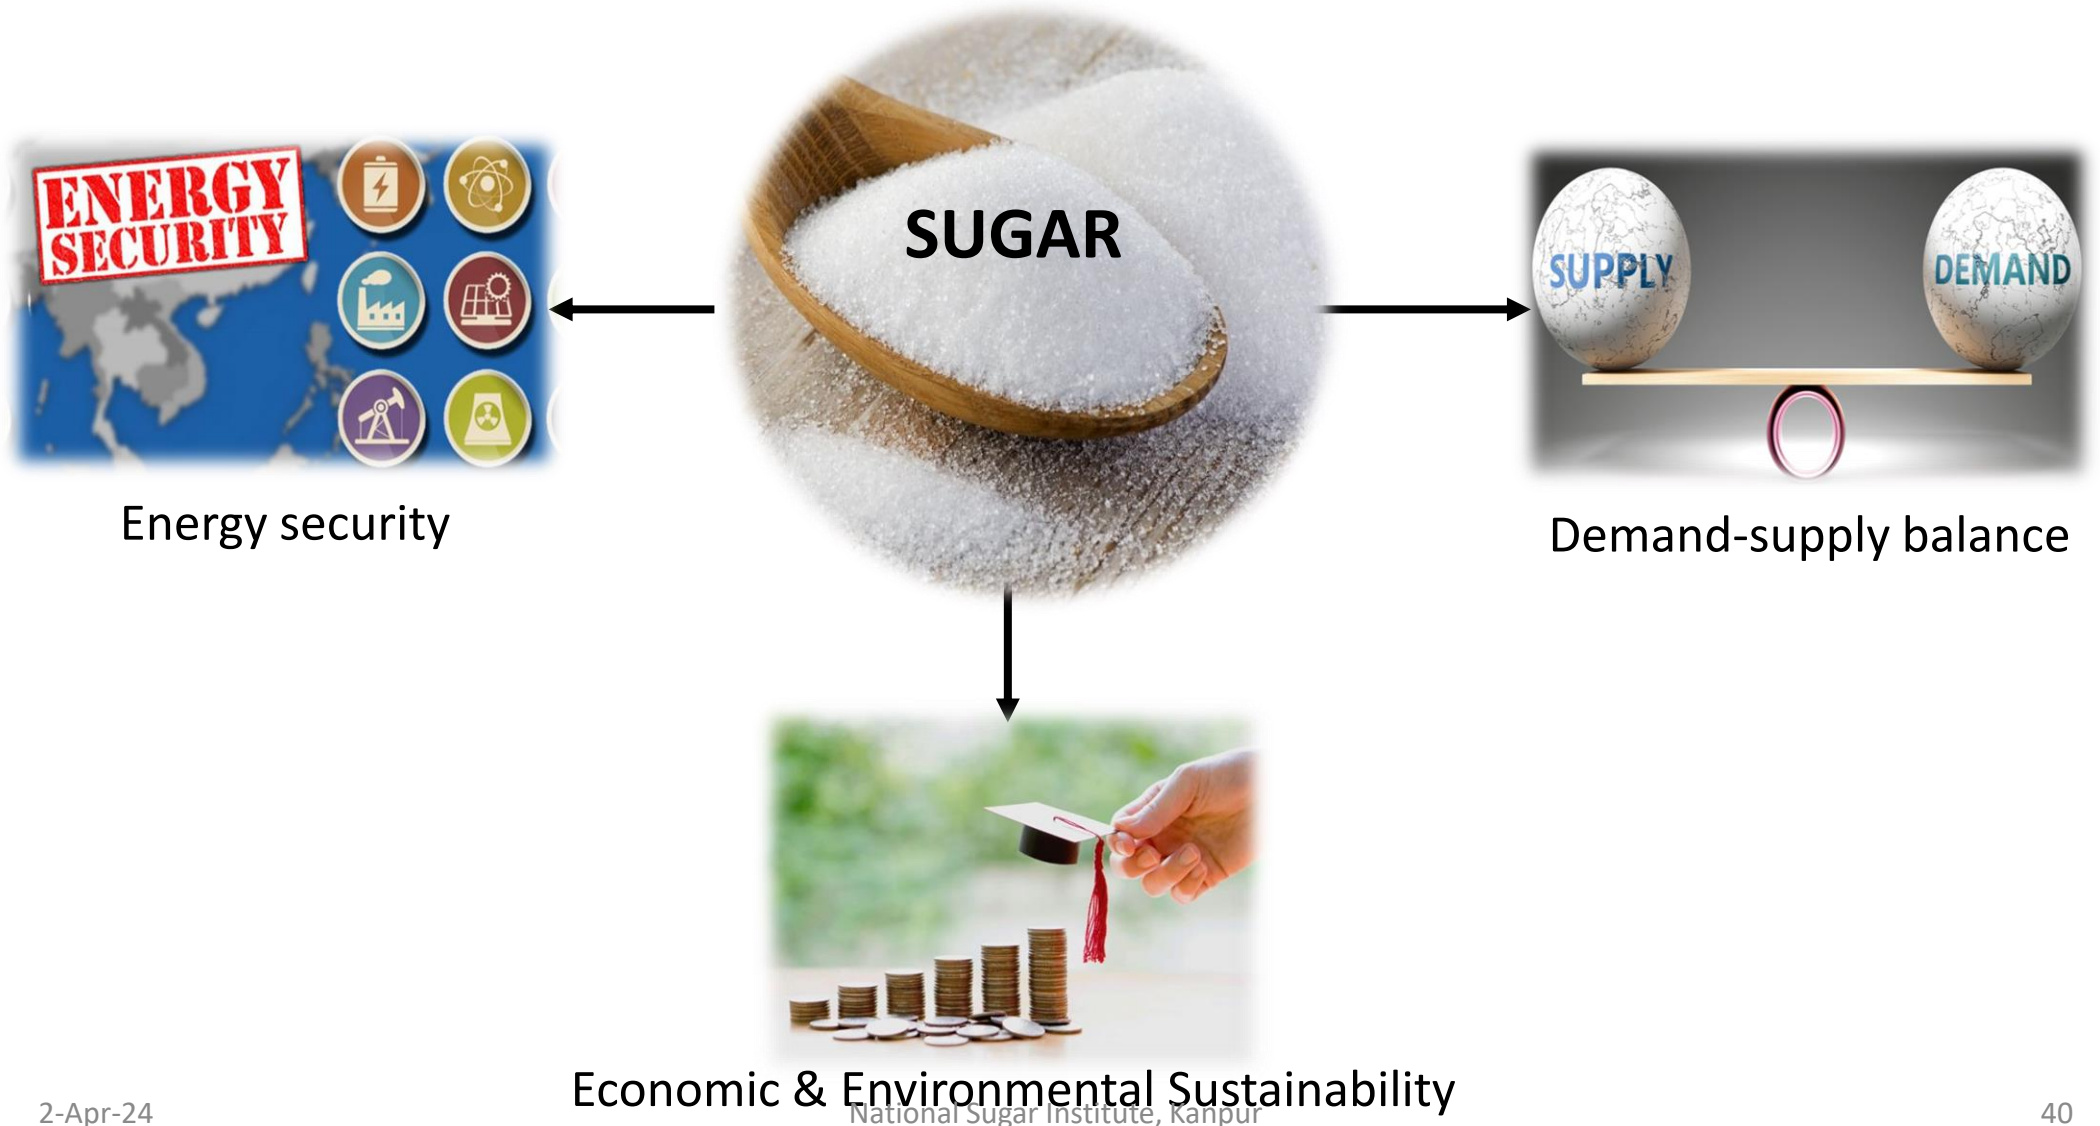 SUGAR
ENERGY
SECURITY
SUPPLY
DEMAND
Energy security
Demand-supply balance
Economic & Environmental Sustainability
2-Apr-24
National Sugar Institute, Kanpur
40